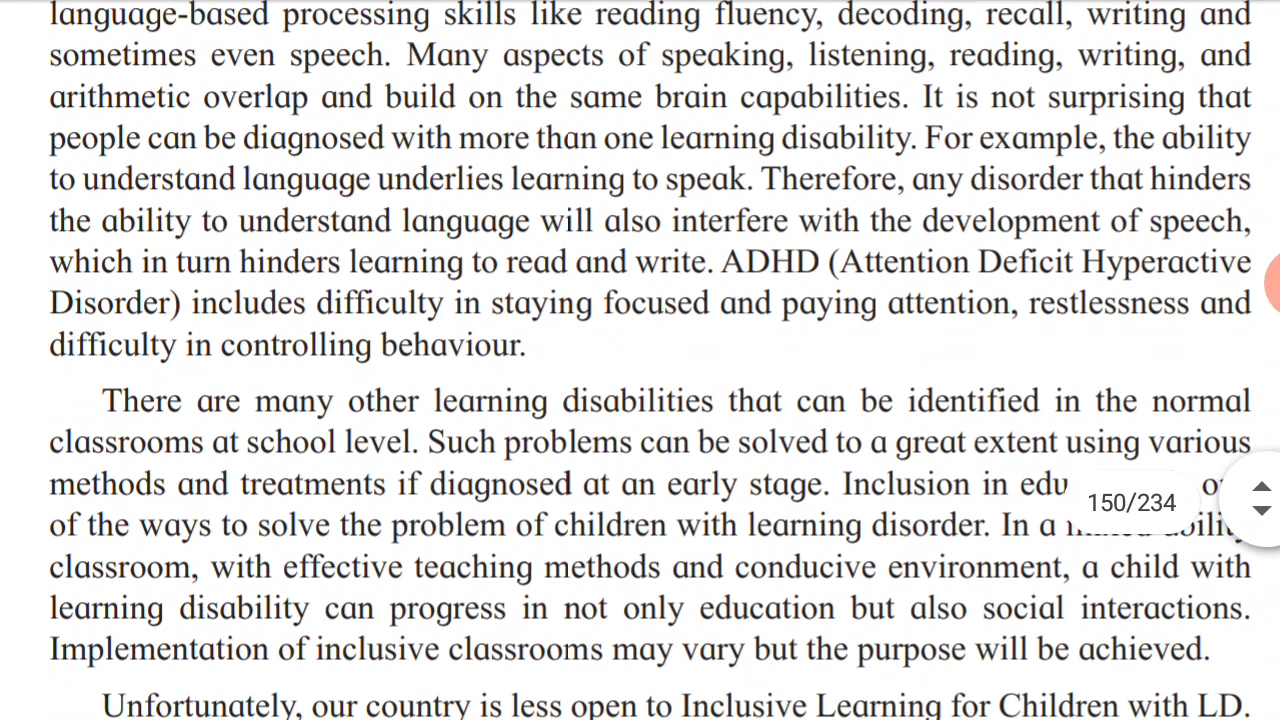 language-based processing skills like reading fluency, decoding, recall, writing and
sometimes even speech. Many aspects of speaking, listening, reading, writing, and
arithmetic overlap and build on the same brain capabilities. It is not surprising that
people can be diagnosed with more than one learning disability. For example, the ability
to understand language underlies learning to speak. Therefore, any disorder that hinders
the ability to understand language will also interfere with the development of speech,
which in turn hinders learning to read and write. ADHD (Attention Deficit Hyperactive
Disorder) includes difficulty in staying focused and paying attention, restlessness and
difficulty in controlling behaviour.
There are many other learning disabilities that can be identified in the normal
classrooms at school level. Such problems can be solved to a great extent using various
methods and treatments if diagnosed at an early stage. Inclusion in
150/234
of the ways to solve the problem of children with learning disorder. In a
classroom, with effective teaching methods and conducive environment, a child with
learning disability can progress in not only education but also social interactions.
Implementation of inclusive classrooms may vary but the purpose will be achieved.
Unfortunately, our country is less open to Inclusive Learning for Children with LD.